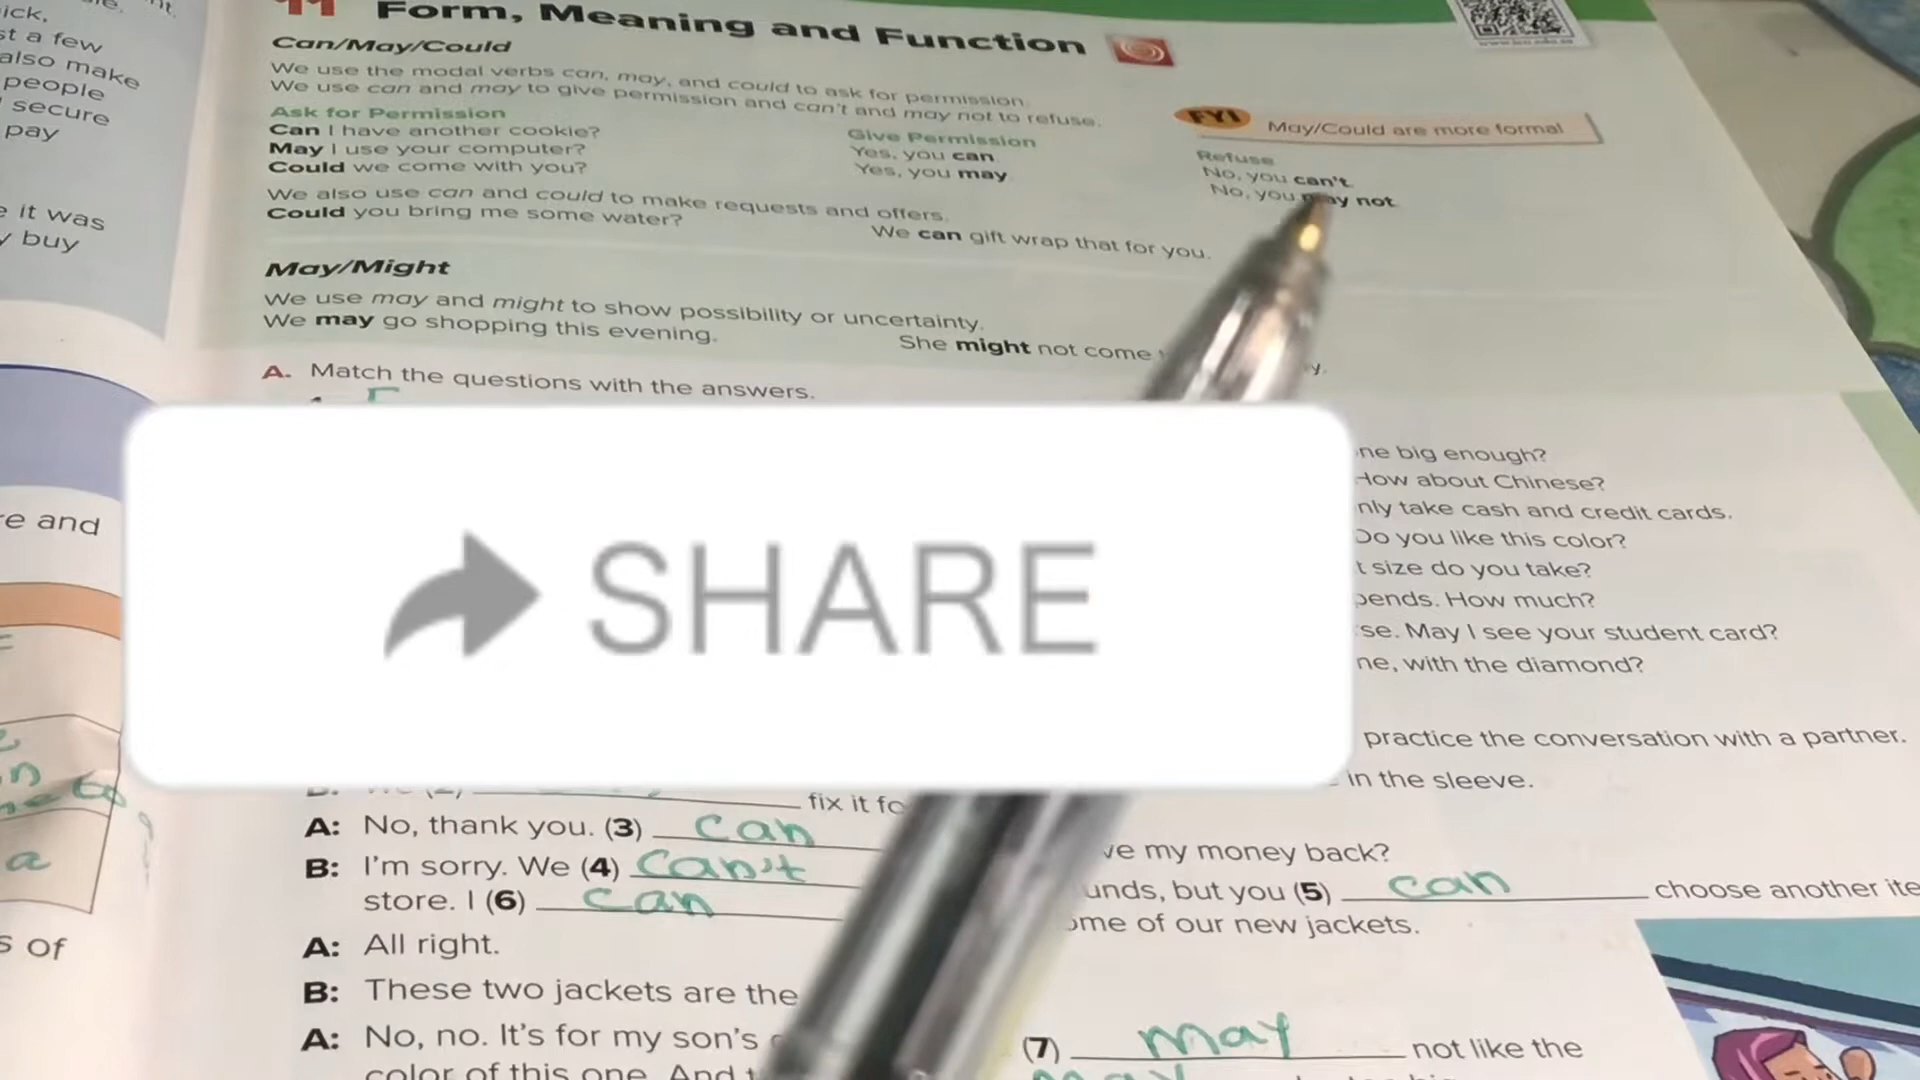 ick,
st a few
also make
people
secure
pay
e it was
y buy
e and
s of
11 Form, Meaning and Function
Can/May/Could
We use the modal verbs can, may, and could to ask for permission.
We use can and may to give permission and can't and may not to refuse.
Ask for Permission
Can I have another cookie?
May I use your computer?
Could we come with you?
Give Permission
Yes, you can
Yes, you may
FYI May/Could are more formal
Refuse
No, you can't.
No, you may not
We also use can and could to make requests and offers.
Could you bring me some water?
We can gift wrap that for you.
May/Might
We use may and might to show possibility or uncertainty.
We may go shopping this evening.
She might not come
A. Match the questions with the answers.
SHARE
ne big enough?
How about Chinese?
nly take cash and credit cards.
Do you like this color?
t size do you take?
pends. How much?
se. May I see your student card?
ne, with the diamond?
practice the conversation with a partner.
in the sleeve.
fix it fo
A: No, thank you. (3) can
ve my money back?
B: I'm sorry. We (4) can't
unds, but you (5) can choose another ite
store. I (6) can
ome of our new jackets.
A: All right.
B: These two jackets are the
A: No, no. It's for my son's
(7) may not like the
color of this one. And
may